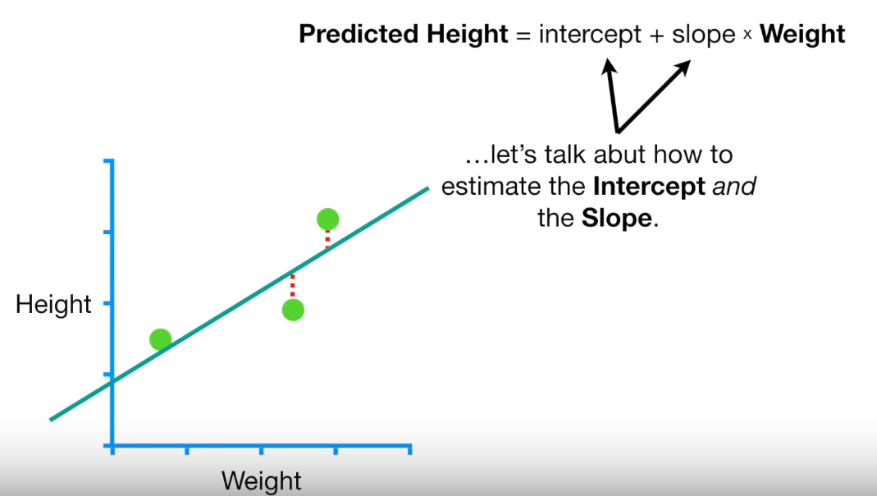 Predicted Height = intercept + slope x Weight
...let's talk abut how to
estimate the Intercept and
the Slope.
Height
Weight